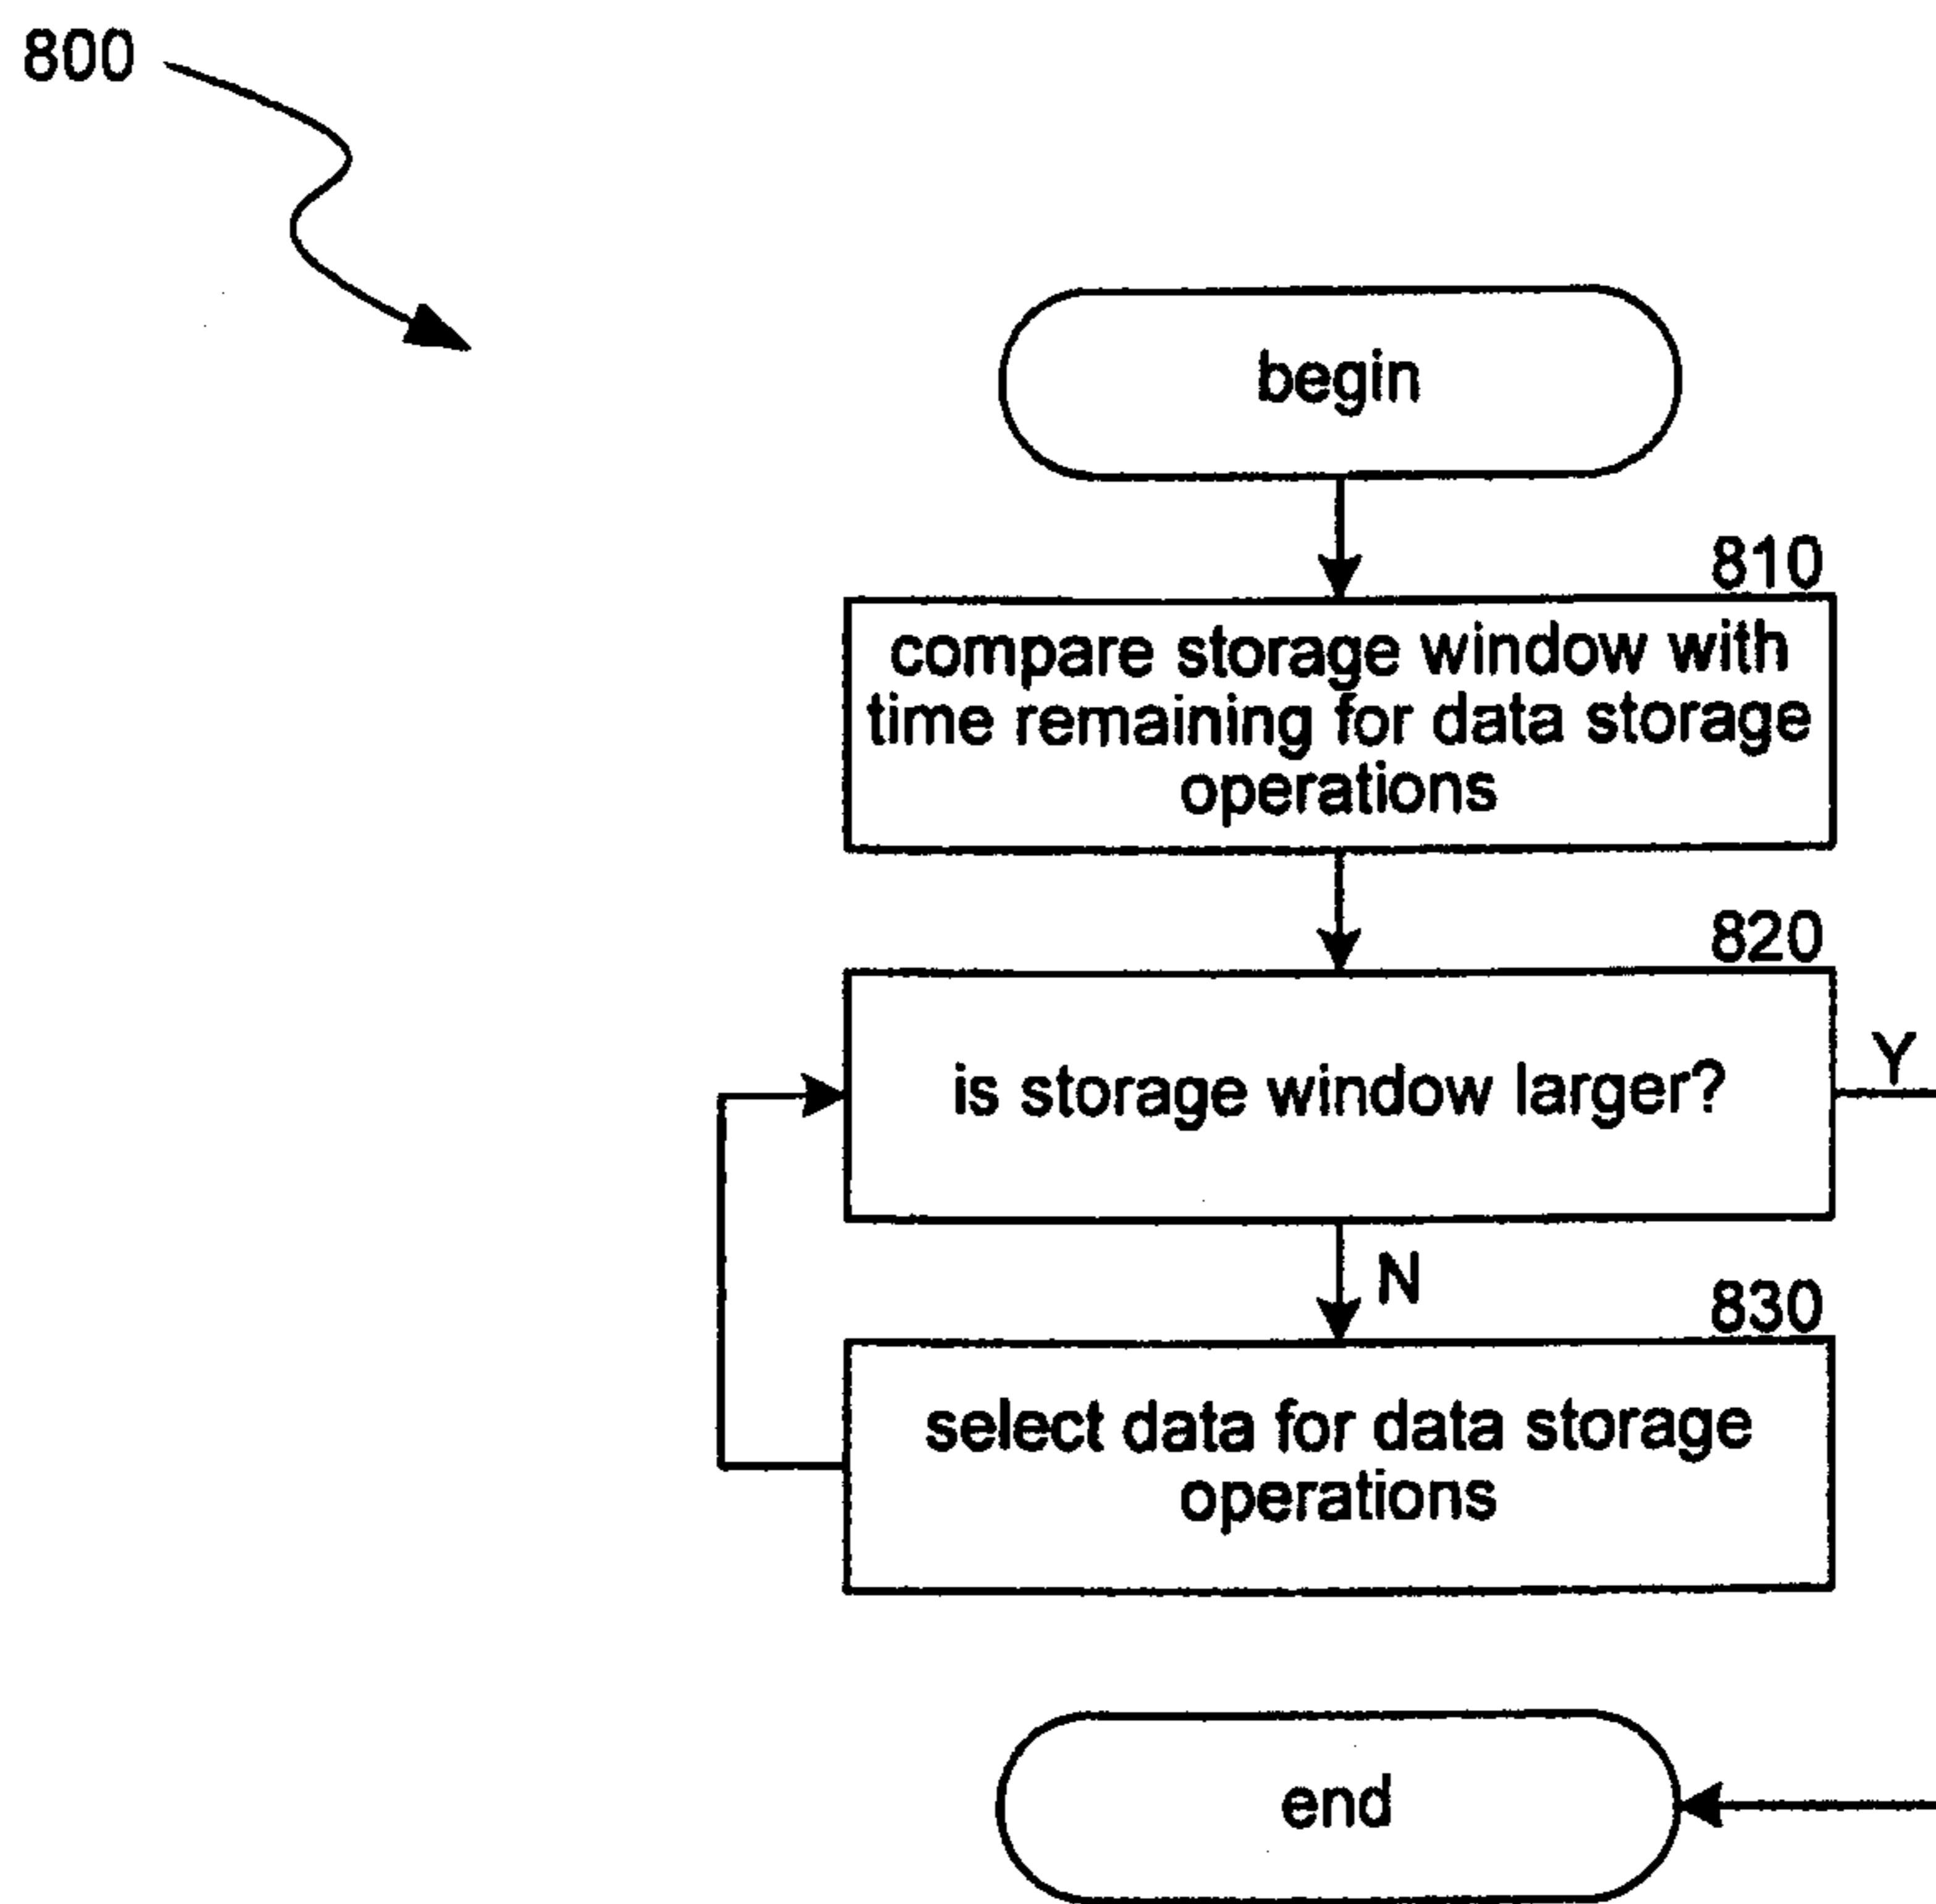 800
begin
810
compare storage window with
time remaining for data storage
operations
820
is storage window larger?
Y
N
830
select data for data storage
operations
end